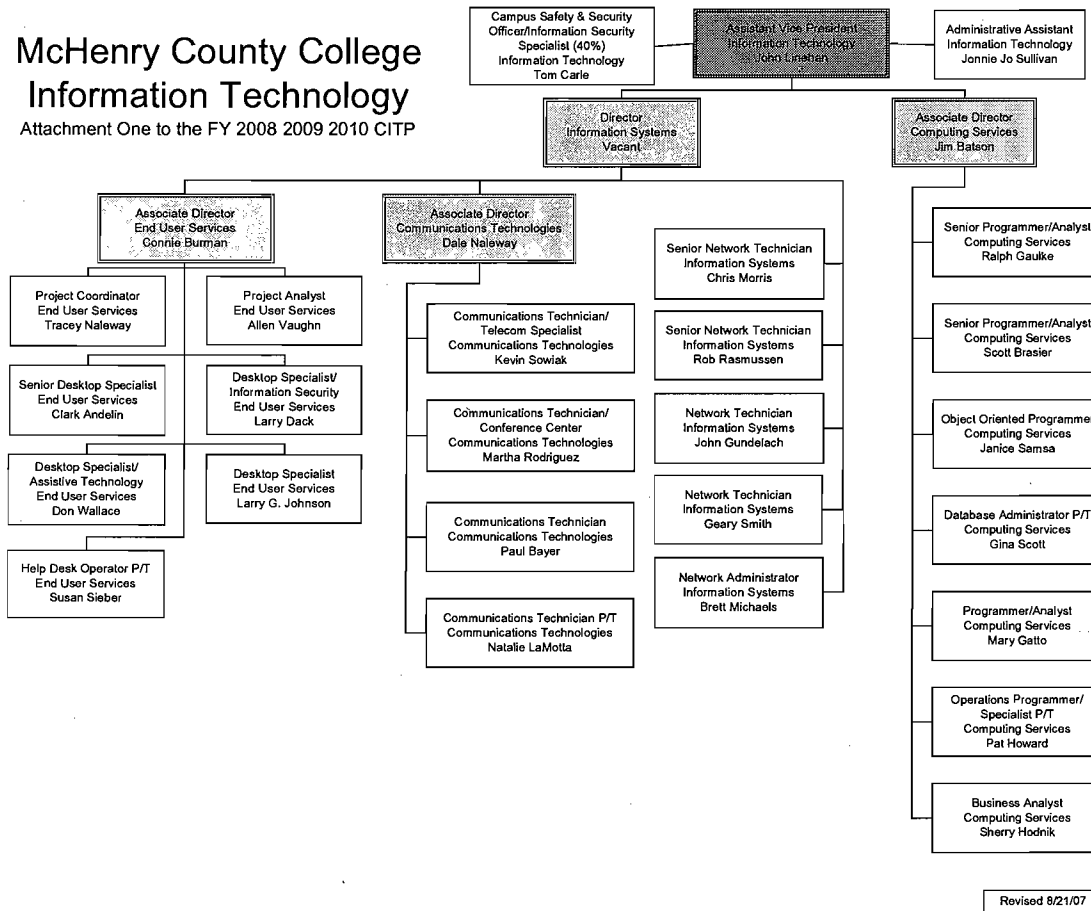 McHenry County College
Information Technology
Attachment One to the FY 2008 2009 2010 CITP
Campus Safety & Security
Officer/Information Security
Specialist (40%)
Information Technology
Tom Carle
Assistant Vice President
Information Technology
John Linehan
Administrative Assistant
Information Technology
Jonnie Jo Sullivan
Director
Information Systems
Vacant
Associate Director
Computing Services
Jim Batson
Associate Director
End User Services
Connie Burman
Associate Director
Communications Technologies
Dale Naleway
Project Coordinator
End User Services
Tracey Naleway
Project Analyst
End User Services
Allen Vaughn
Senior Desktop Specialist
End User Services
Clark Andelin
Desktop Specialist/
Information Security
End User Services
Larry Dack
Desktop Specialist/
Assistive Technology
End User Services
Don Wallace
Desktop Specialist
End User Services
Larry G. Johnson
Help Desk Operator P/T
End User Services
Susan Sieber
Communications Technician/
Telecom Specialist
Communications Technologies
Kevin Sowiak
Communications Technician/
Conference Center
Communications Technologies
Martha Rodriguez
Communications Technician
Communications Technologies
Paul Bayer
Communications Technician P/T
Communications Technologies
Natalie LaMotta
Senior Network Technician
Information Systems
Chris Morris
Senior Network Technician
Information Systems
Rob Rasmussen
Network Technician
Information Systems
John Gundelach
Network Technician
Information Systems
Geary Smith
Network Administrator
Information Systems
Brett Michaels
Senior Programmer/Analyst
Computing Services
Ralph Gaulke
Senior Programmer/Analyst
Computing Services
Scott Brasier
Object Oriented Programmer
Computing Services
Janice Samsa
Database Administrator P/T
Computing Services
Gina Scott
Programmer/Analyst
Computing Services
Mary Gatto
Operations Programmer/
Specialist P/T
Computing Services
Pat Howard
Business Analyst
Computing Services
Sherry Hodnik
Revised 8/21/07